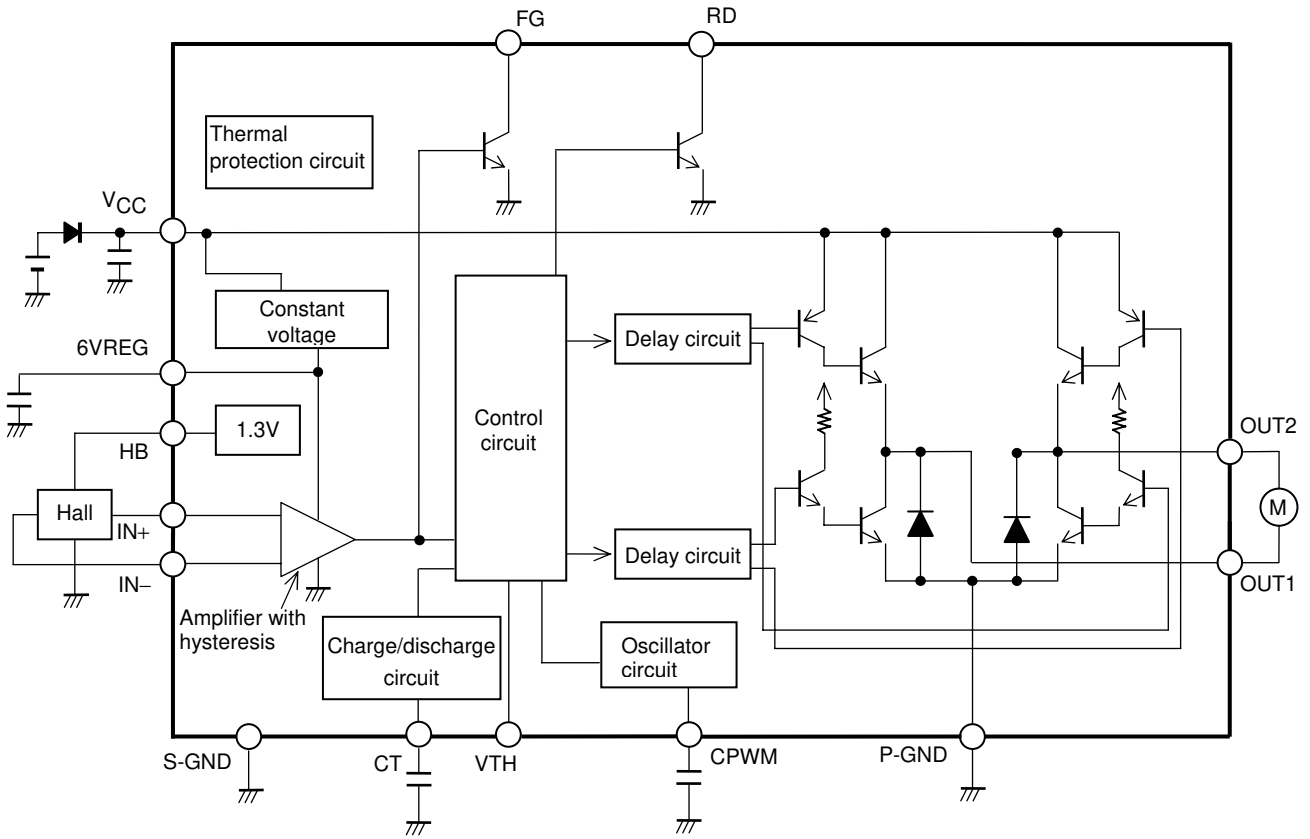 FG
RD
Thermal
protection circuit
VCC
Constant
voltage
6VREG
1.3V
HB
Hall
IN+
IN−
Amplifier with
hysteresis
Control
circuit
Delay circuit
Delay circuit
Charge/discharge
circuit
Oscillator
circuit
OUT2
M
OUT1
S-GND
CT
VTH
CPWM
P-GND